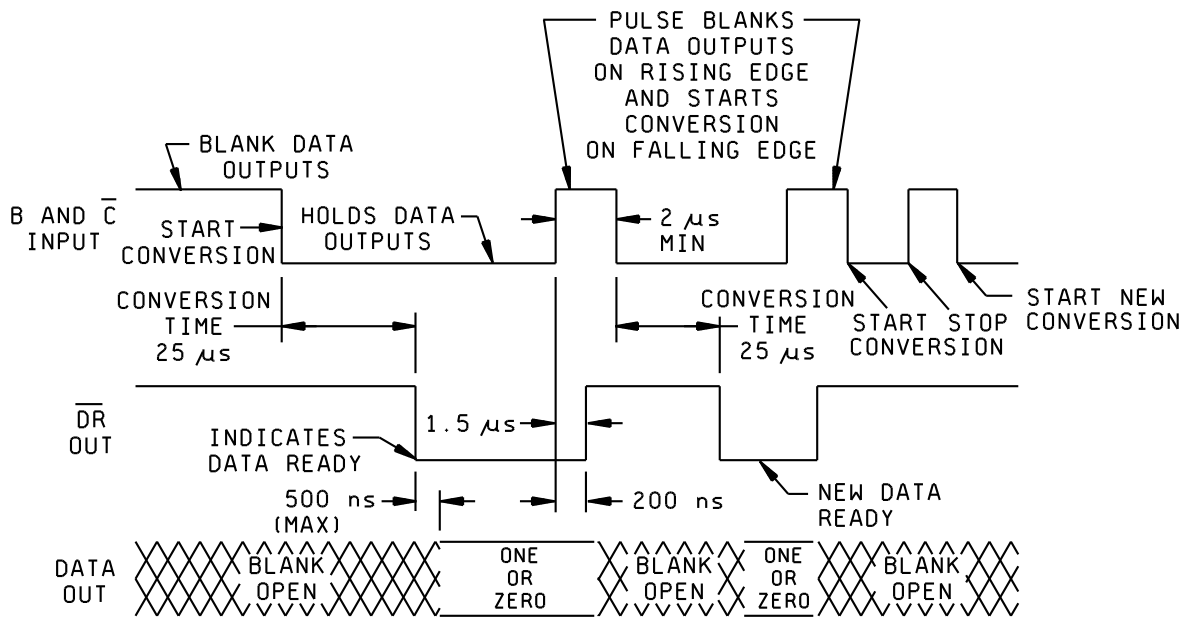 PULSE BLANKS
DATA OUTPUTS
ON RISING EDGE
AND STARTS
CONVERSION
ON FALLING EDGE
BLANK DATA
OUTPUTS
B AND C̅
INPUT
START
CONVERSION
HOLDS DATA
OUTPUTS
2 μs
MIN
CONVERSION
TIME
25 μs
CONVERSION
TIME
25 μs
START
CONVERSION
STOP
START NEW
CONVERSION
D̅R̅
OUT
1.5 μs
INDICATES
DATA READY
500 ns
(MAX)
200 ns
NEW DATA
READY
DATA
OUT
BLANK
OPEN
ONE
OR
ZERO
BLANK
OPEN
ONE
OR
ZERO
BLANK
OPEN